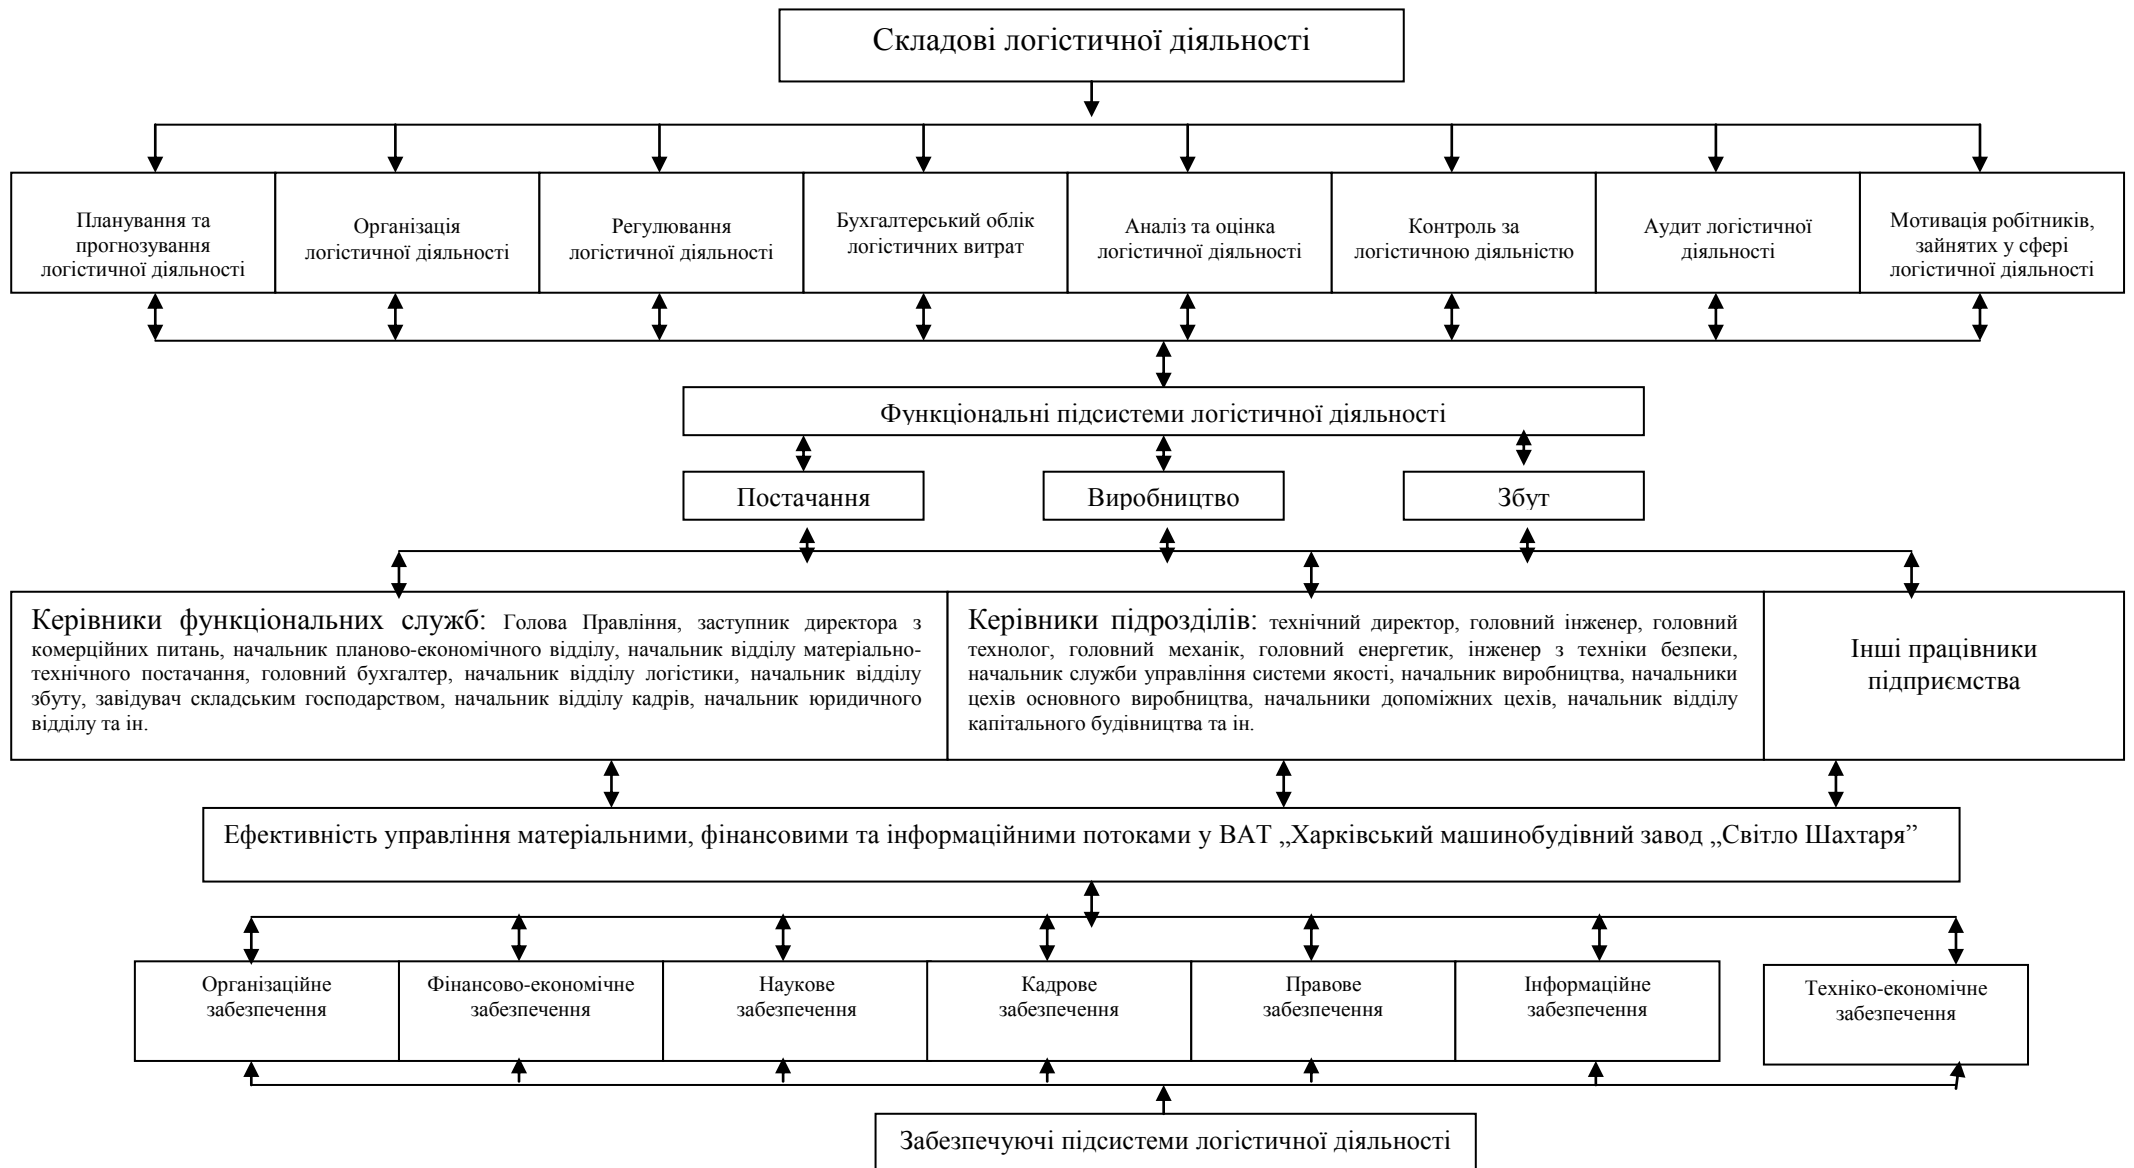 Складові логістичної діяльності
Планування та
прогнозування
логістичної діяльності
Організація
логістичної діяльності
Регулювання
логістичної діяльності
Бухгалтерський облік
логістичних витрат
Аналіз та оцінка
логістичної діяльності
Контроль за
логістичною діяльністю
Аудит логістичної
діяльності
Мотивація робітників,
зайнятих у сфері
логістичної діяльності
Функціональні підсистеми логістичної діяльності
Постачання
Виробництво
Збут
Керівники функціональних служб: Голова Правління, заступник директора з
комерційних питань, начальник планово-економічного відділу, начальник відділу матеріально-
технічного постачання, головний бухгалтер, начальник відділу логістики, начальник відділу
збуту, завідувач складським господарством, начальник відділу кадрів, начальник юридичного
відділу та ін.
Керівники підрозділів: технічний директор, головний інженер, головний
технолог, головний механік, головний енергетик, інженер з техніки безпеки,
начальник служби управління системи якості, начальник виробництва, начальники
цехів основного виробництва, начальники допоміжних цехів, начальник відділу
капітального будівництва та ін.
Інші працівники
підприємства
Ефективність управління матеріальними, фінансовими та інформаційними потоками у ВАТ „Харківський машинобудівний завод „Світло Шахтаря”
Організаційне
забезпечення
Фінансово-економічне
забезпечення
Наукове
забезпечення
Кадрове
забезпечення
Правове
забезпечення
Інформаційне
забезпечення
Техніко-економічне
забезпечення
Забезпечуючі підсистеми логістичної діяльності